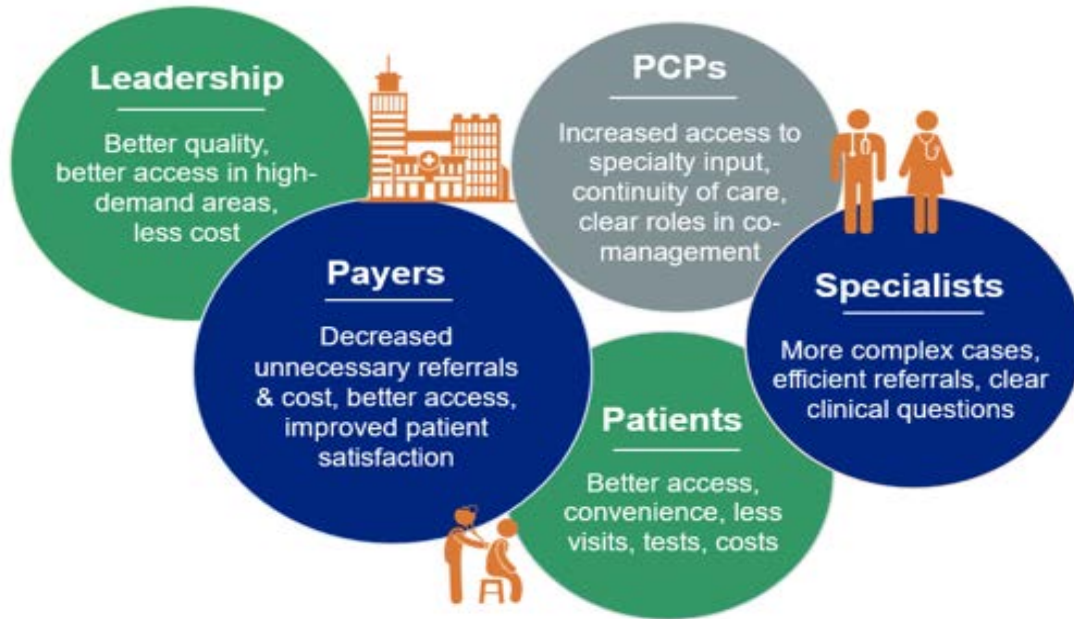 Leadership
Better quality,
better access in high-
demand areas,
less cost
PCPs
Increased access to
specialty input,
continuity of care,
clear roles in co-
management
Payers
Decreased
unnecessary referrals
& cost, better access,
improved patient
satisfaction
Specialists
More complex cases,
efficient referrals, clear
clinical questions
Patients
Better access,
convenience, less
visits, tests, costs